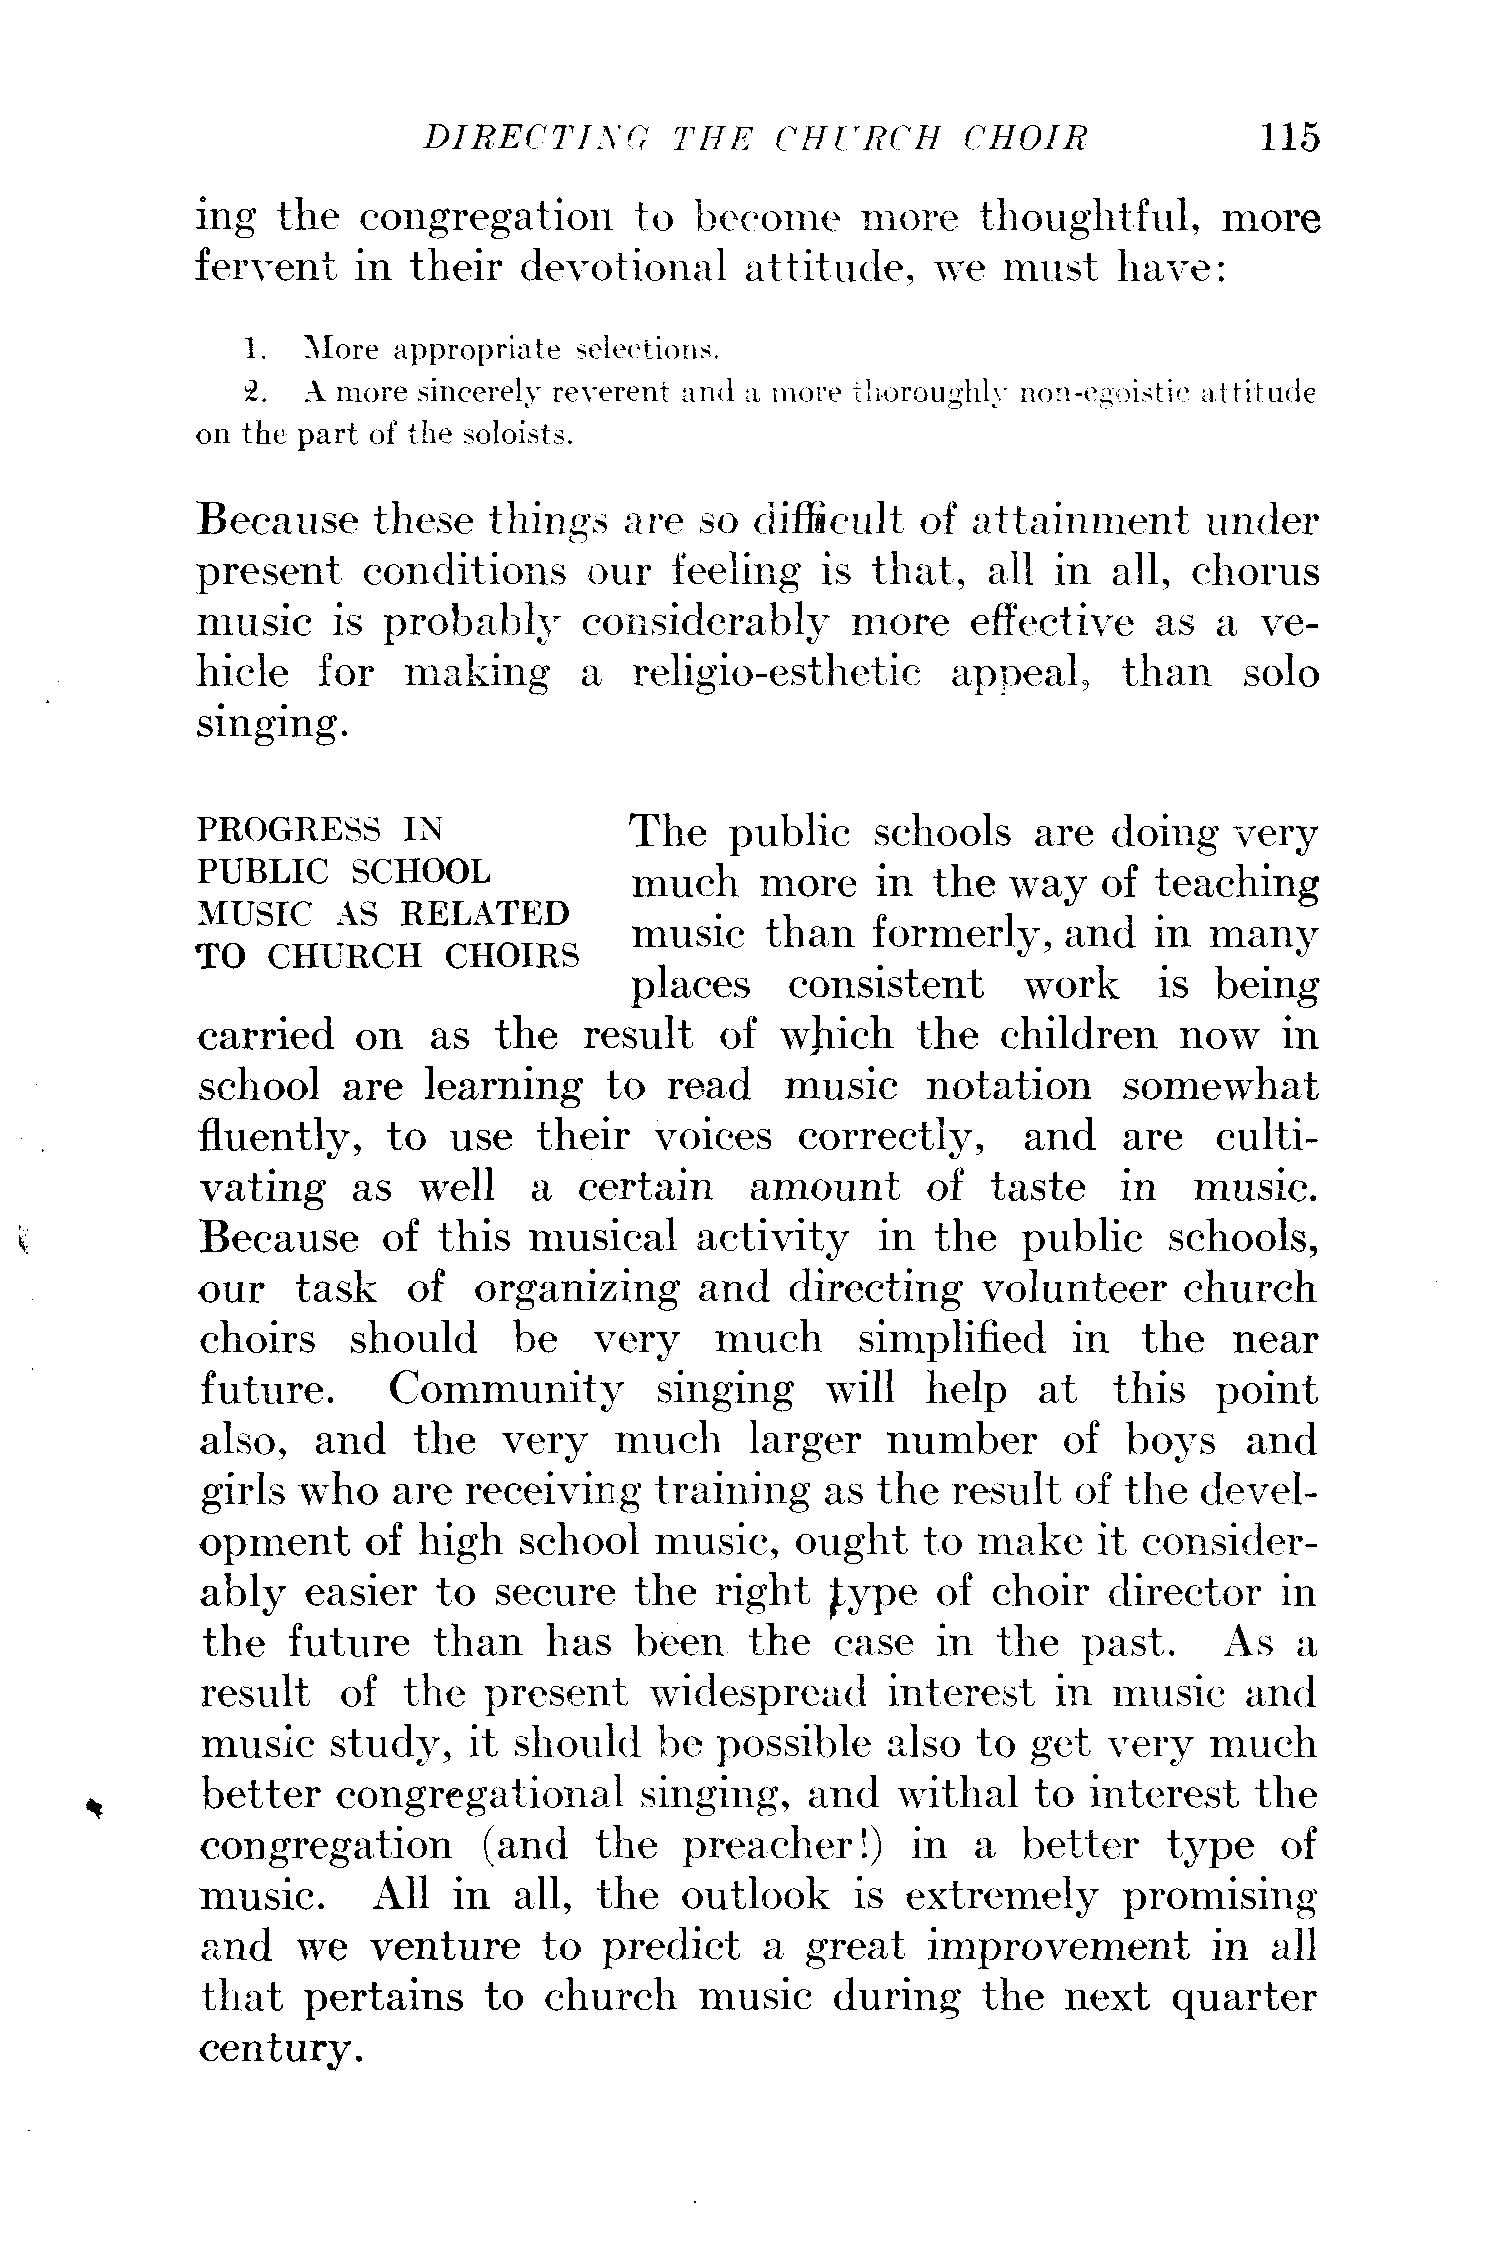 DIRECTING THE CHURCH CHOIR 115
ing the congregation to become more thoughtful, more
fervent in their devotional attitude, we must have:
1. More appropriate selections.
2. A more sincerely reverent and a more thoroughly non-egoistic attitude
on the part of the soloists.
Because these things are so difficult of attainment under
present conditions our feeling is that, all in all, chorus
music is probably considerably more effective as a ve-
hicle for making a religio-esthetic appeal, than solo
singing.
PROGRESS IN
PUBLIC SCHOOL
MUSIC AS RELATED
TO CHURCH CHOIRS
The public schools are doing very
much more in the way of teaching
music than formerly, and in many
places consistent work is being
carried on as the result of which the children now in
school are learning to read music notation somewhat
fluently, to use their voices correctly, and are culti-
vating as well a certain amount of taste in music.
Because of this musical activity in the public schools,
our task of organizing and directing volunteer church
choirs should be very much simplified in the near
future. Community singing will help at this point
also, and the very much larger number of boys and
girls who are receiving training as the result of the devel-
opment of high school music, ought to make it consider-
ably easier to secure the right type of choir director in
the future than has been the case in the past. As a
result of the present widespread interest in music and
music study, it should be possible also to get very much
better congregational singing, and withal to interest the
congregation (and the preacher!) in a better type of
music. All in all, the outlook is extremely promising
and we venture to predict a great improvement in all
that pertains to church music during the next quarter
century.